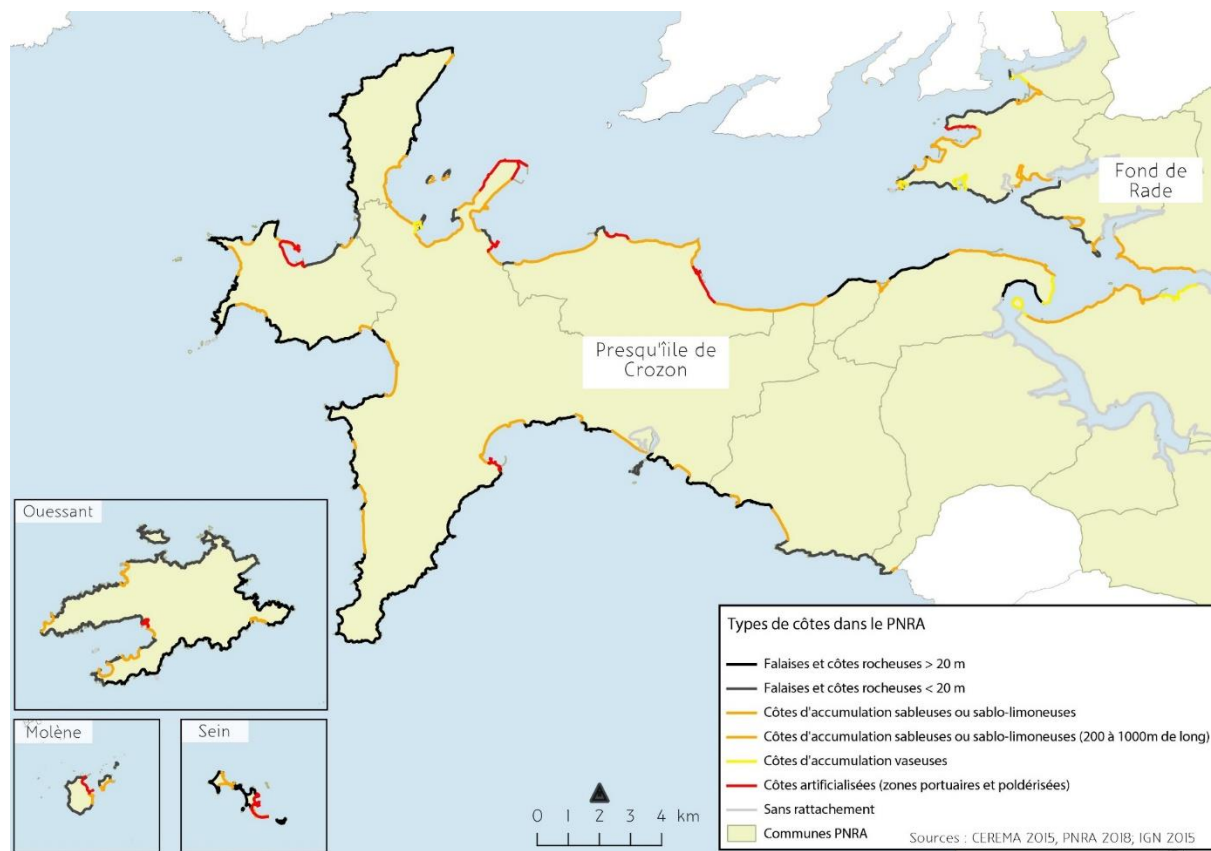 Fond de
Rade
Presqu'îile de
Crozon
Ouessant
Molène
Sein
0 1 2 3 4 km
Types de côtes dans le PNRA
Falaises et côtes rocheuses > 20 m
Falaises et côtes rocheuses < 20 m
Côtes d'accumulation sableuses ou sablo-limoneuses
Côtes d'accumulation sableuses ou sablo-limoneuses (200 à 1000m de long)
Côtes d'accumulation vaseuses
Côtes artificialisées (zones portuaires et poldérisées)
Sans rattachement
Communes PNRA
Sources : CEREMA 2015, PNRA 2018; IGN 2015